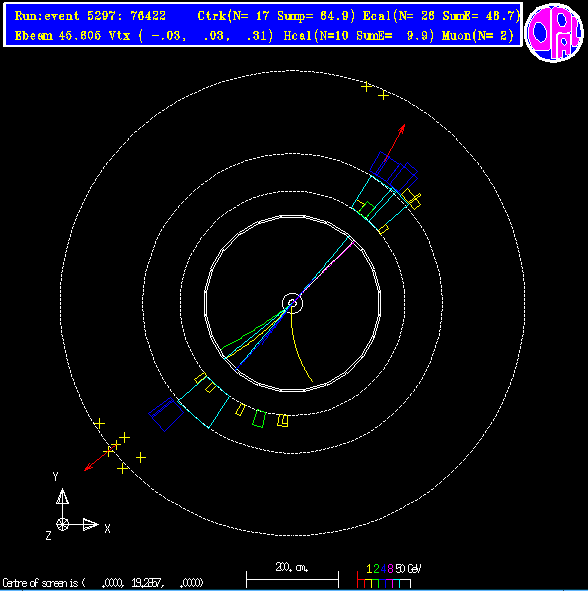 Run:event 5297: 76422 Ctrk(N= 17 Sump= 64.9) Ecal(N= 26 SumE= 48.7)
Ebeam 45.606 Vtx ( -.03, .03, .31) Hcal(N=10 SumE= 9.9) Muon(N= 2)
OPAL
Y
X
Z
200. cm.
1 2 4 8 50 GeV
Centre of screen is ( .0000, 19.2857, .0000)